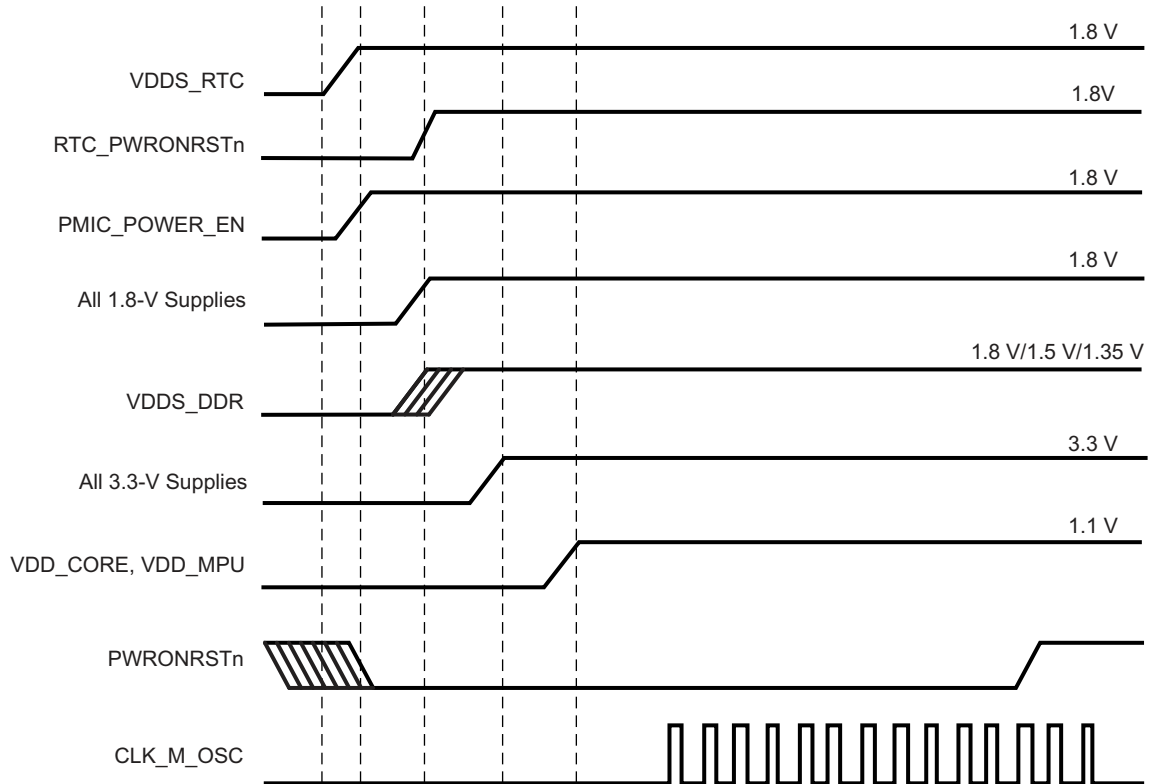 1.8 V
VDDS_RTC
1.8V
RTC_PWRONRSTn
1.8 V
PMIC_POWER_EN
1.8 V
All 1.8-V Supplies
1.8 V/1.5 V/1.35 V
VDDS_DDR
3.3 V
All 3.3-V Supplies
1.1 V
VDD_CORE, VDD_MPU
PWRONRSTn
CLK_M_OSC